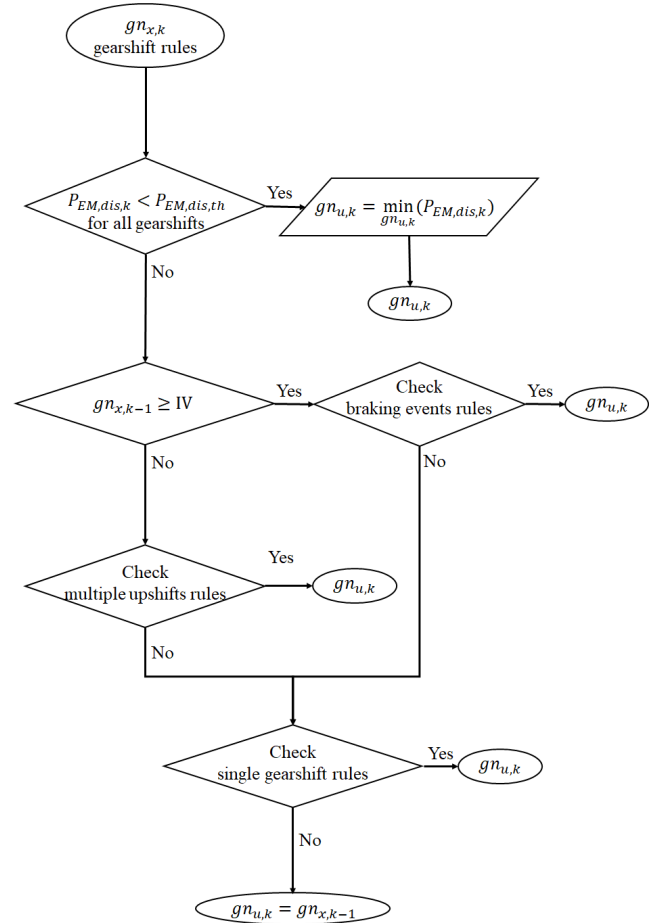 gn_{x,k}
gearshift rules
P_{EM,dis,k} < P_{EM,dis,th}
for all gearshifts
Yes
gn_{u,k} = min_{gn_{u,k}}(P_{EM,dis,k})
No
gn_{u,k}
gn_{x,k-1} ≥ IV
Yes
Check
braking events rules
Yes
gn_{u,k}
No
No
Check
multiple upshifts rules
Yes
gn_{u,k}
No
Check
single gearshift rules
Yes
gn_{u,k}
No
gn_{u,k} = gn_{x,k-1}